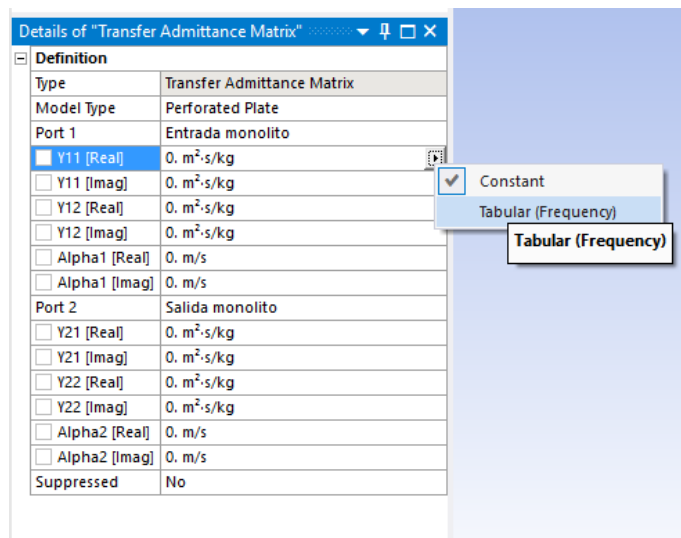 Details of "Transfer Admittance Matrix"
Definition
Type Transfer Admittance Matrix
Model Type Perforated Plate
Port 1 Entrada monolito
Y11 [Real] 0. m²·s/kg
Y11 [Imag] 0. m²·s/kg
Y12 [Real] 0. m²·s/kg
Y12 [Imag] 0. m²·s/kg
Alpha1 [Real] 0. m/s
Alpha1 [Imag] 0. m/s
Port 2 Salida monolito
Y21 [Real] 0. m²·s/kg
Y21 [Imag] 0. m²·s/kg
Y22 [Real] 0. m²·s/kg
Y22 [Imag] 0. m²·s/kg
Alpha2 [Real] 0. m/s
Alpha2 [Imag] 0. m/s
Suppressed No
Constant
Tabular (Frequency)
Tabular (Frequency)